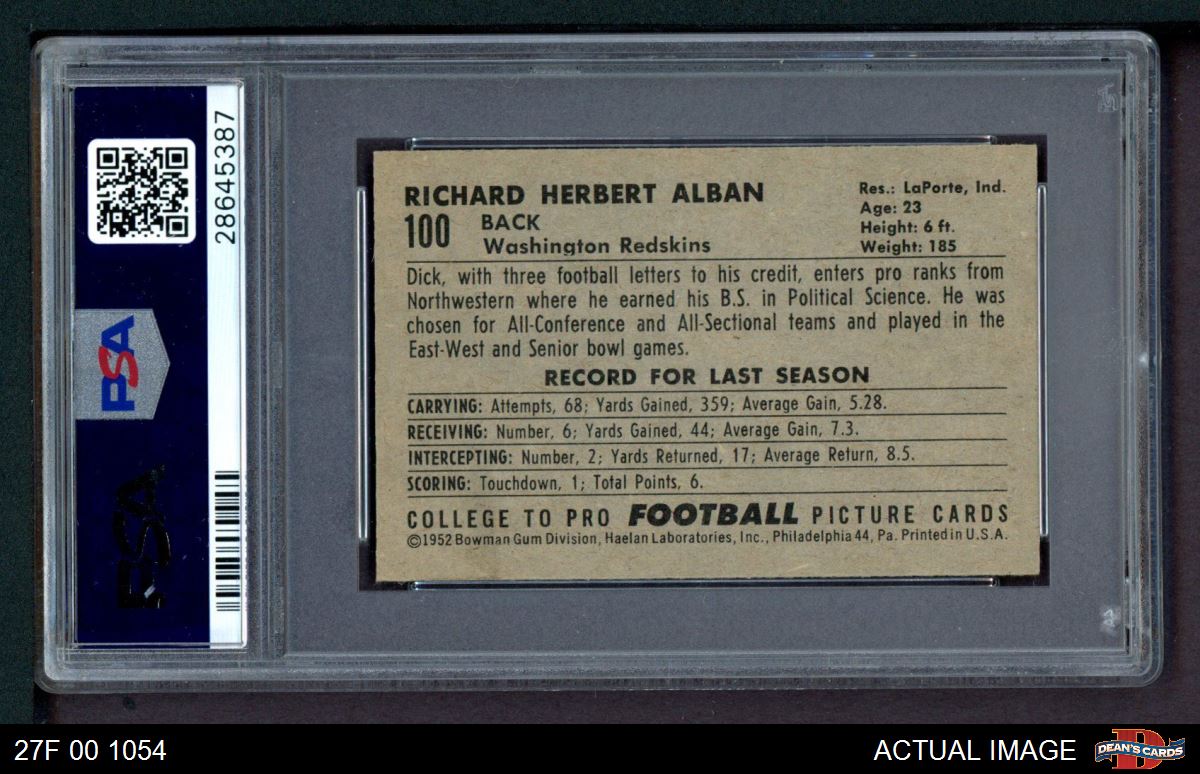 28645387
PSA
PSA
RICHARD HERBERT ALBAN
100 BACK
Washington Redskins
Res.: LaPorte, Ind.
Age: 23
Height: 6 ft.
Weight: 185
Dick, with three football letters to his credit, enters pro ranks from
Northwestern where he earned his B.S. in Political Science. He was
chosen for All-Conference and All-Sectional teams and played in the
East-West and Senior bowl games.
RECORD FOR LAST SEASON
CARRYING: Attempts, 68; Yards Gained, 359; Average Gain, 5.28.
RECEIVING: Number, 6; Yards Gained, 44; Average Gain, 7.3.
INTERCEPTING: Number, 2; Yards Returned, 17; Average Return, 8.5.
SCORING: Touchdown, 1; Total Points, 6.
COLLEGE TO PRO FOOTBALL PICTURE CARDS
©1952 Bowman Gum Division, Haelan Laboratories, Inc., Philadelphia 44, Pa. Printed in U.S.A.
27F 00 1054
ACTUAL IMAGE
DEAN'S CARDS